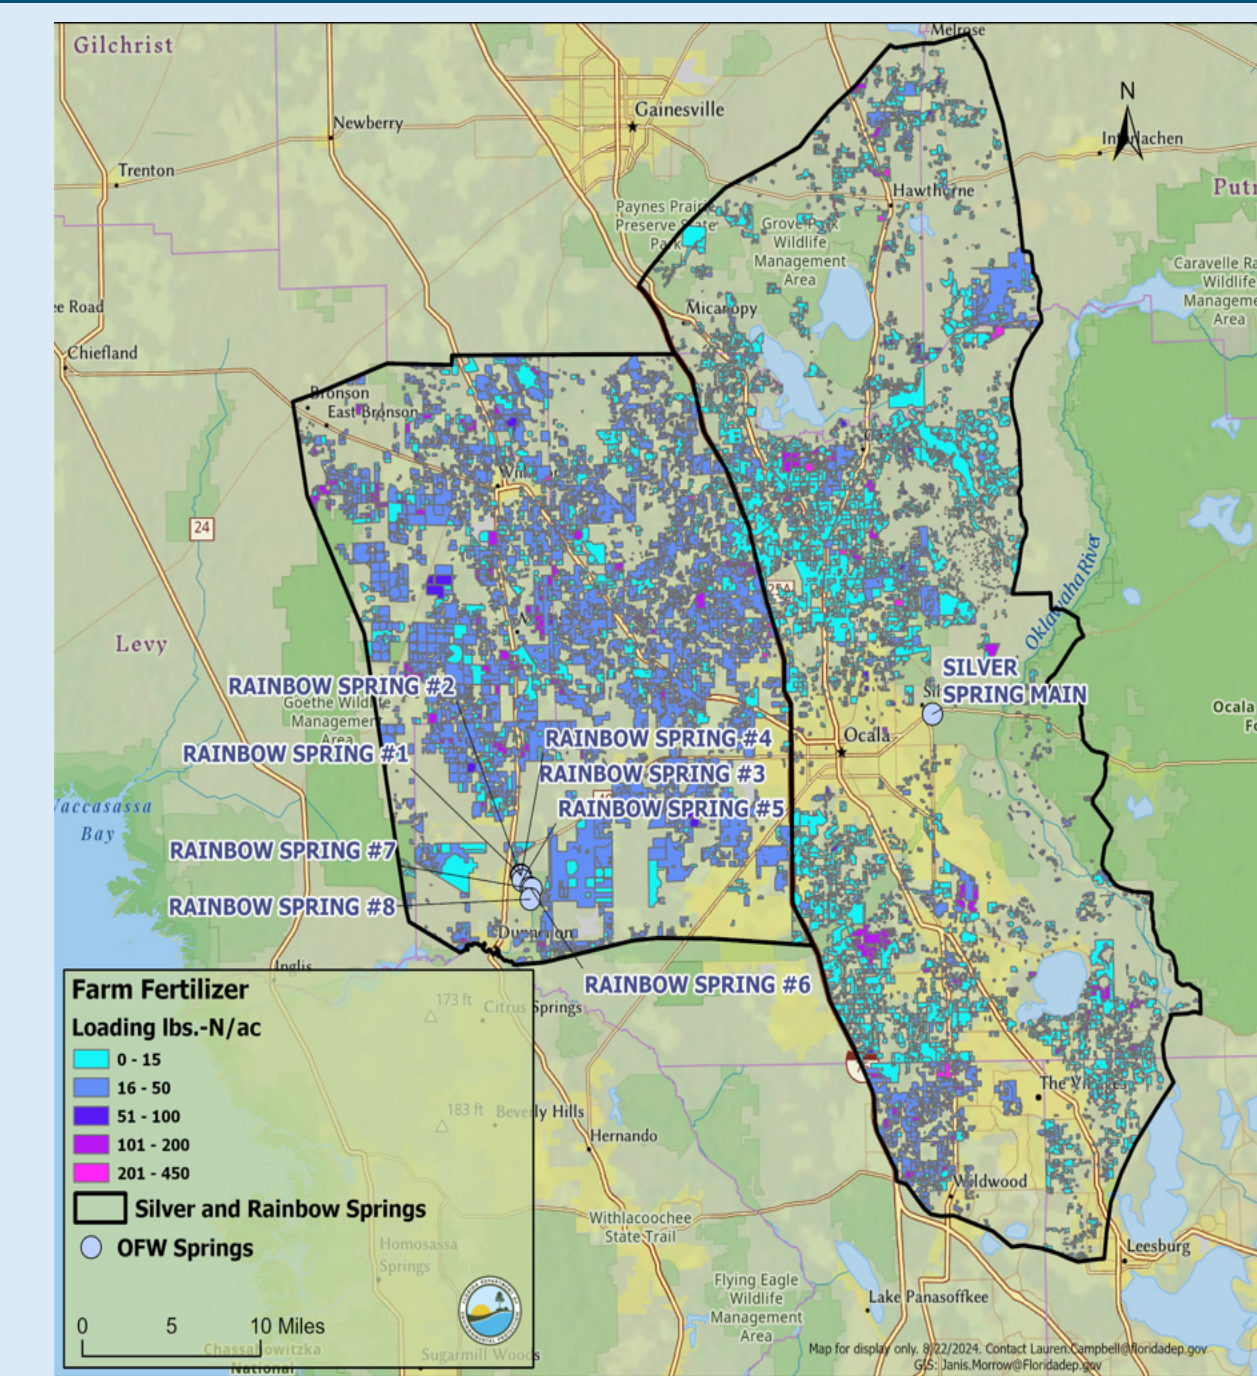 Melrose
Gilchrist
N
Gainesville
Newberry
Trenton
Hawthorne
Putn
Paynes Prairie
Preserve State
Park
Grove Park
Wildlife
Management
Area
Caravelle Ra
Wildlife
Manageme
Area
ee Road
Micanopy
Chiefland
Bronson
East Bronson
24
Oklawaha River
Levy
SILVER
SPRING MAIN
RAINBOW SPRING #2
Goethe Wildlife
Management
Area
Ocala
Fo
RAINBOW SPRING #1
RAINBOW SPRING #4
Ocala
RAINBOW SPRING #3
RAINBOW SPRING #5
Vaccasassa
Bay
RAINBOW SPRING #7
RAINBOW SPRING #8
Dunnellon
Inglis
RAINBOW SPRING #6
Farm Fertilizer
Loading lbs.-N/ac
0 - 15
16 - 50
51 - 100
101 - 200
201 - 450
Silver and Rainbow Springs
OFW Springs
0 5 10 Miles
173 ft
Citrus Springs
183 ft
Beverly Hills
Hernando
Homosassa
Springs
Chassahowitzka
National
Sugarmill Woods
Wildwood
Withlacoochee
State Trail
Leesburg
Flying Eagle
Wildlife
Management
Area
Lake Panasoffkee
Map for display only. 8/22/2024. Contact Lauren.Campbell@floridadep.gov
GIS: Janis.Morrow@Floridadep.gov